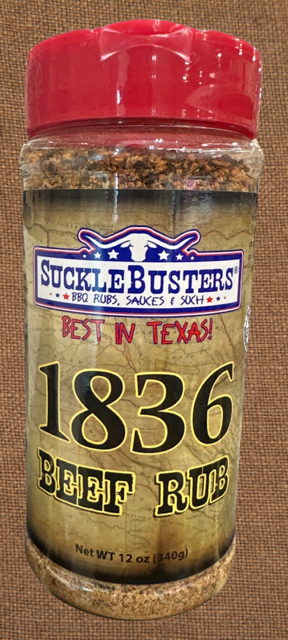 SUCKLEBUSTERS®
BBQ RUBS, SAUCES & SUCH
BEST IN TEXAS!
1836
BEEF RUB
Net WT 12 oz (340g)